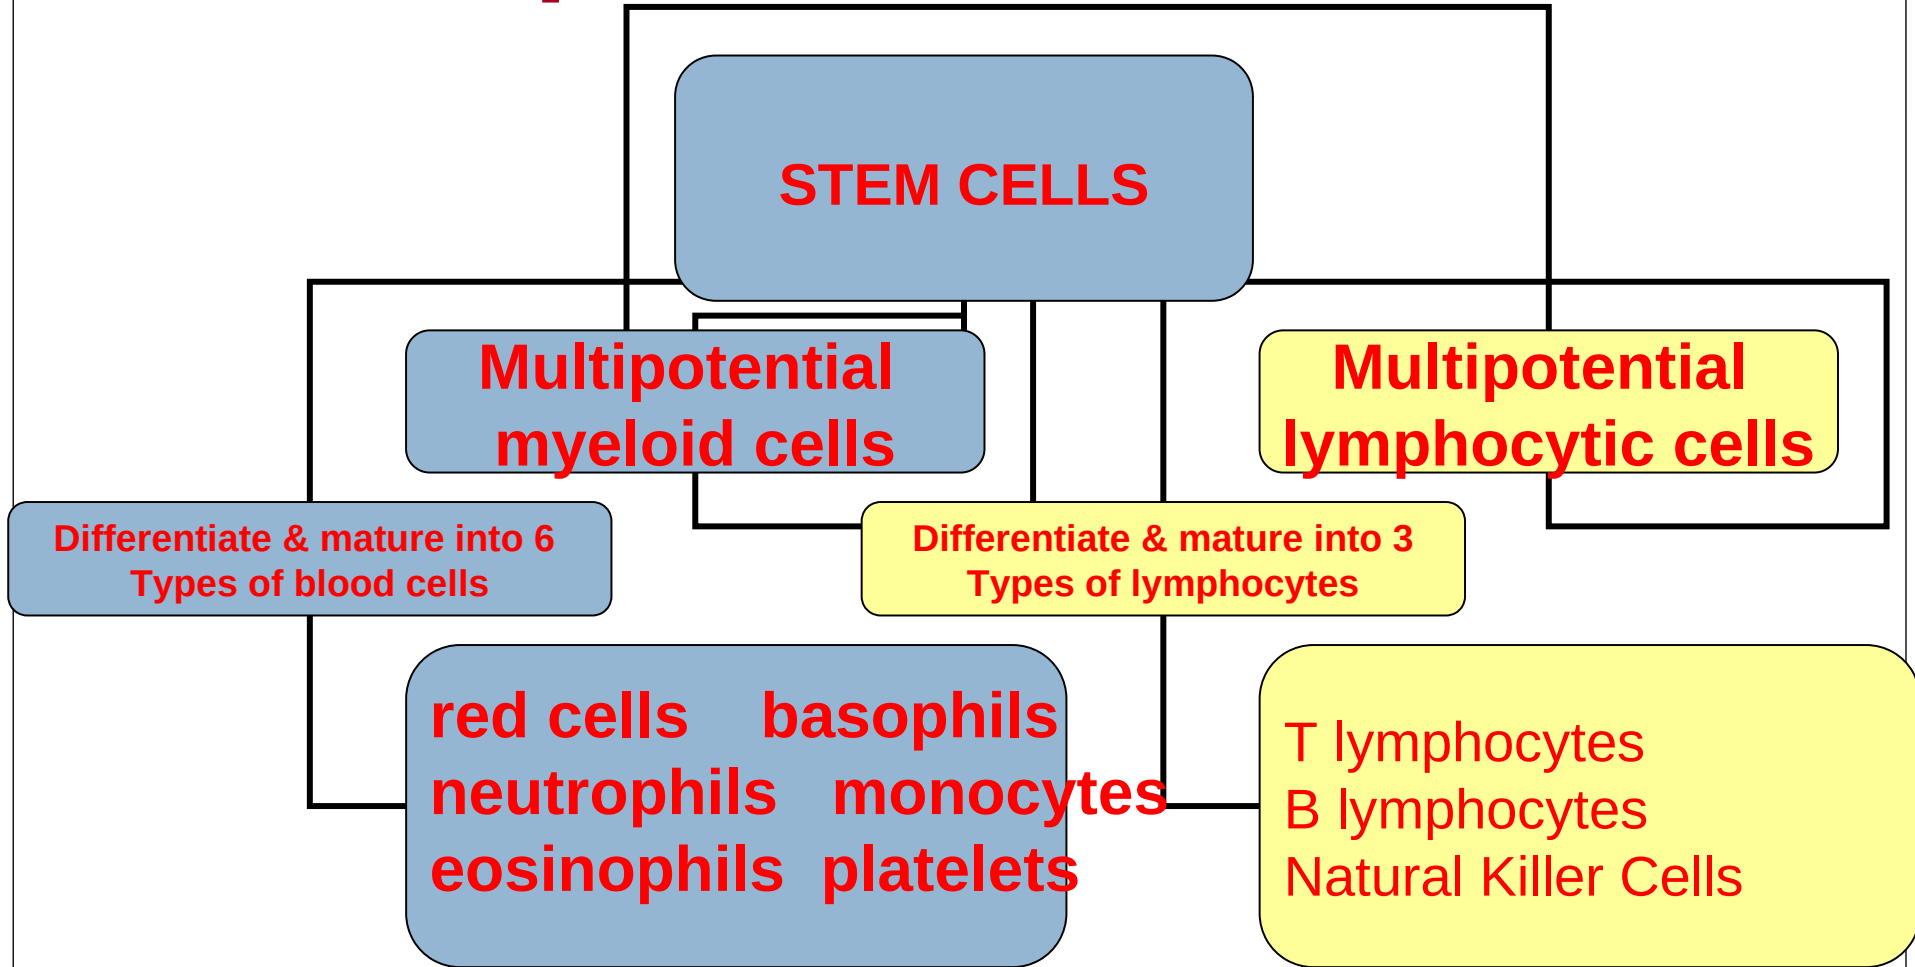 STEM CELLS
Multipotential
myeloid cells
Multipotential
lymphocytic cells
Differentiate & mature into 6
Types of blood cells
Differentiate & mature into 3
Types of lymphocytes
red cells basophils
neutrophils monocytes
eosinophils platelets
T lymphocytes
B lymphocytes
Natural Killer Cells